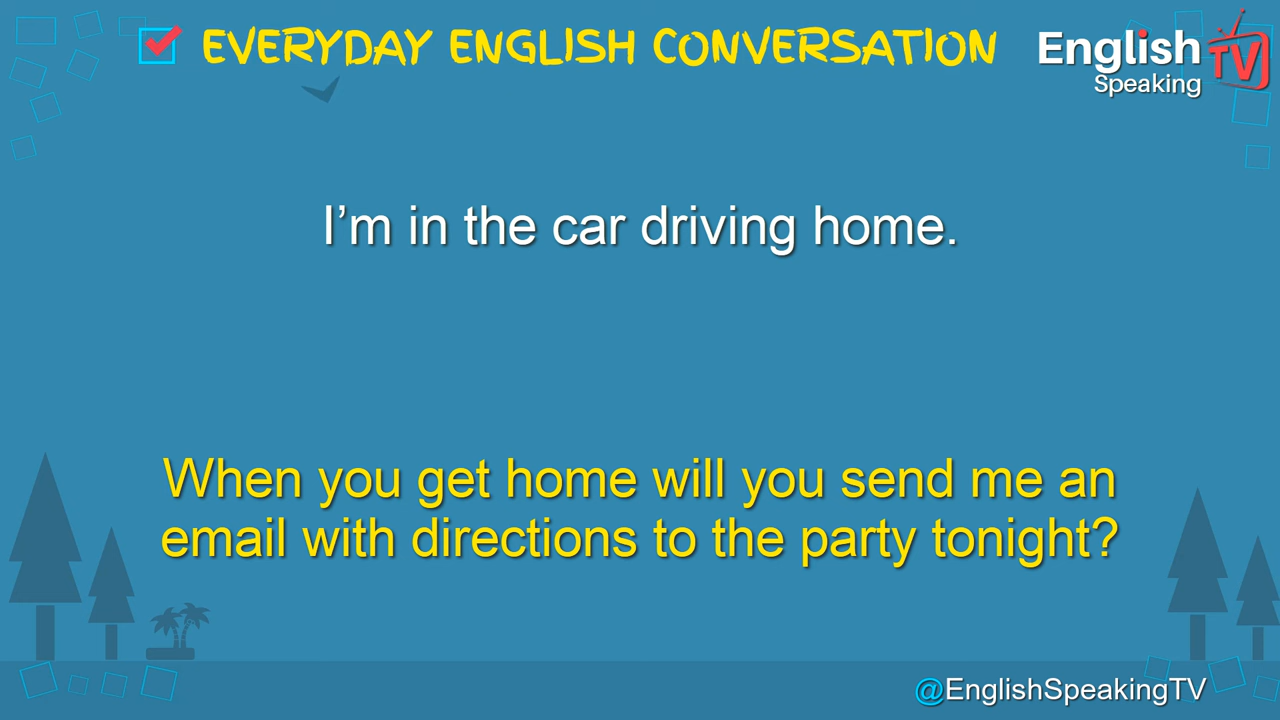 EVERYDAY ENGLISH CONVERSATION
English
Speaking
TV
I’m in the car driving home.
When you get home will you send me an
email with directions to the party tonight?
@EnglishSpeakingTV